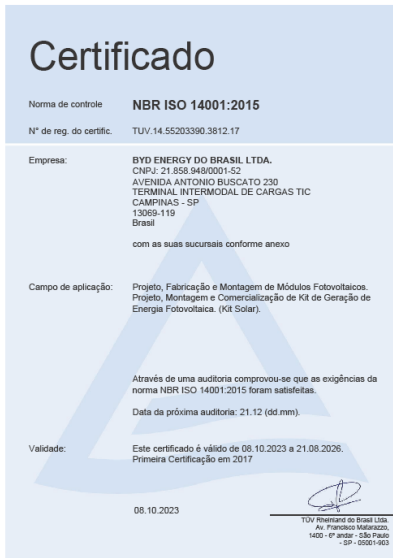 Certificado
Norma de controle NBR ISO 14001:2015
N° de reg. do certific. TUV.14.55203390.3812.17
Empresa: BYD ENERGY DO BRASIL LTDA.
CNPJ: 21.858.948/0001-52
AVENIDA ANTONIO BUSCATO 230
TERMINAL INTERMODAL DE CARGAS TIC
CAMPINAS - SP
13069-119
Brasil
com as suas sucursais conforme anexo
Campo de aplicação: Projeto, Fabricação e Montagem de Módulos Fotovoltaicos.
Projeto, Montagem e Comercialização de Kit de Geração de
Energia Fotovoltaica. (Kit Solar).
Através de uma auditoria comprovou-se que as exigências da
norma NBR ISO 14001:2015 foram satisfeitas.
Data da próxima auditoria: 21.12 (dd.mm).
Validade: Este certificado é válido de 08.10.2023 a 21.08.2026.
Primeira Certificação em 2017
08.10.2023
TÜV Rheinland do Brasil Ltda.
Av. Francisco Matarazzo,
1400 - 6º andar - São Paulo
- SP - 05001-903